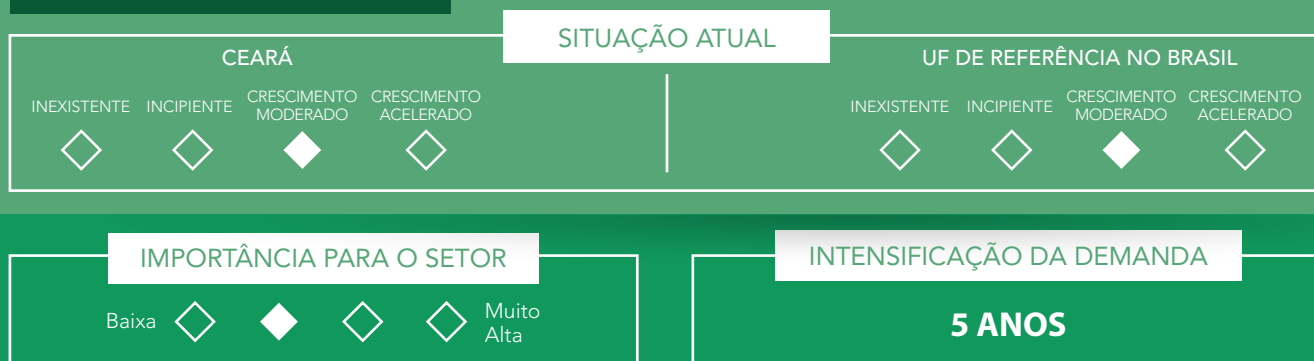 SITUAÇÃO ATUAL
CEARÁ
INEXISTENTE
INCIPIENTE
CRESCIMENTO
MODERADO
CRESCIMENTO
ACELERADO
UF DE REFERÊNCIA NO BRASIL
INEXISTENTE
INCIPIENTE
CRESCIMENTO
MODERADO
CRESCIMENTO
ACELERADO
IMPORTÂNCIA PARA O SETOR
Baixa
Muito
Alta
INTENSIFICAÇÃO DA DEMANDA
5 ANOS